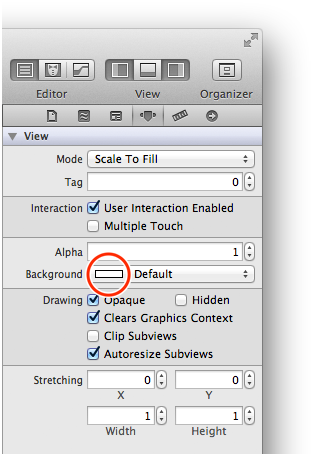 Editor View Organizer
View
Mode Scale To Fill
Tag 0
Interaction User Interaction Enabled
Multiple Touch
Alpha 1
Background Default
Drawing Opaque Hidden
Clears Graphics Context
Clip Subviews
Autoresize Subviews
Stretching 0 0
X Y
1 1
Width Height